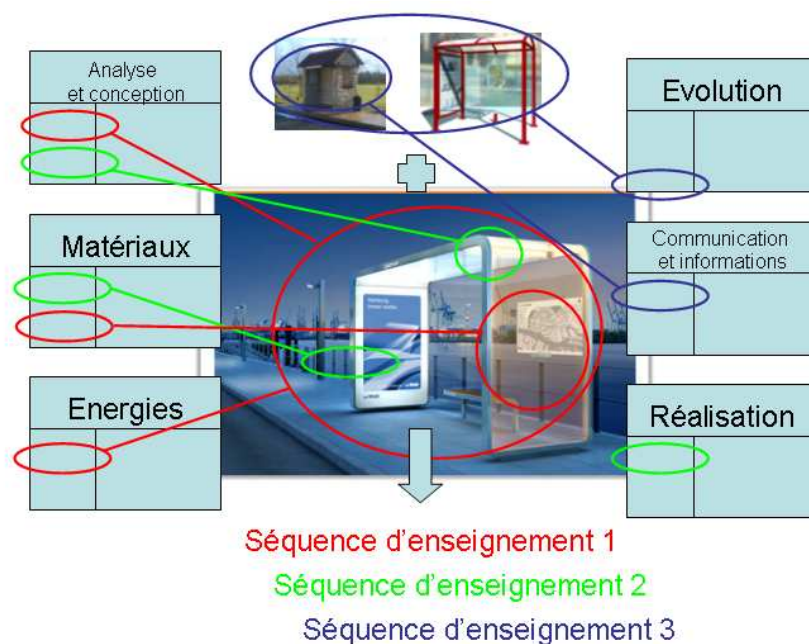 Analyse
et conception
Evolution
Matériaux
Communication
et informations
Energies
Réalisation
Séquence d'enseignement 1
Séquence d'enseignement 2
Séquence d'enseignement 3